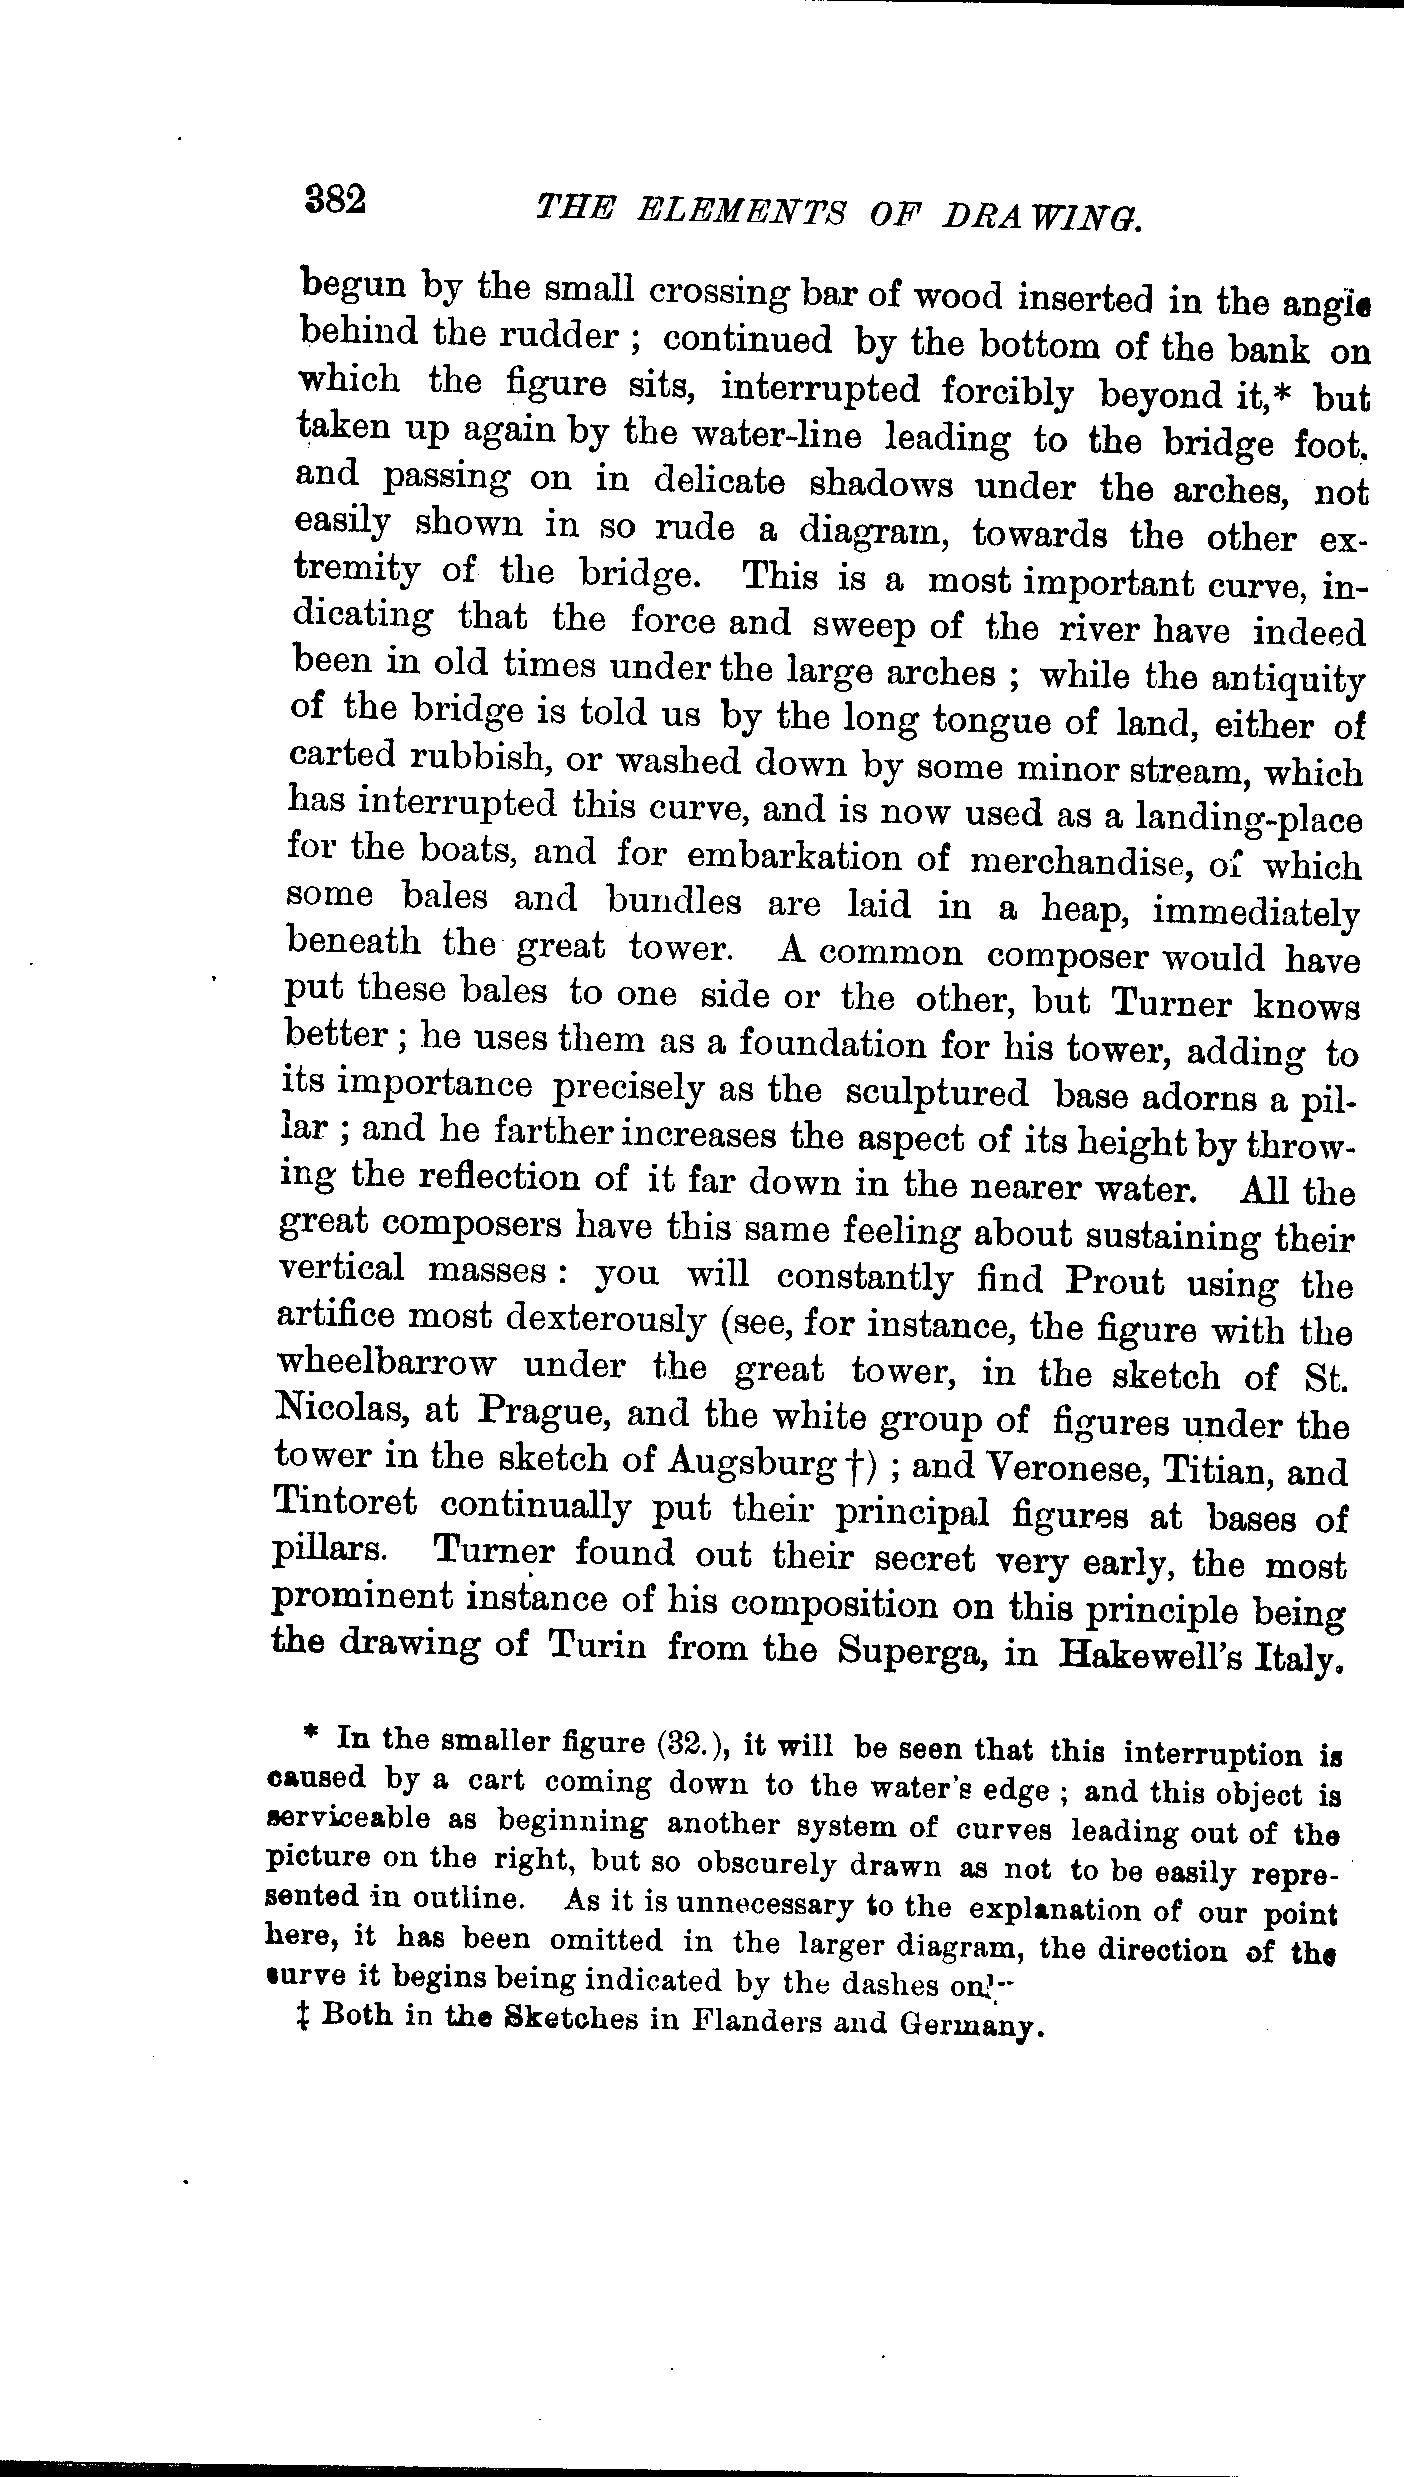 382 THE ELEMENTS OF DRAWING.
begun by the small crossing bar of wood inserted in the angle
behind the rudder ; continued by the bottom of the bank on
which the figure sits, interrupted forcibly beyond it,* but
taken up again by the water-line leading to the bridge foot.
and passing on in delicate shadows under the arches, not
easily shown in so rude a diagram, towards the other ex-
tremity of the bridge. This is a most important curve, in-
dicating that the force and sweep of the river have indeed
been in old times under the large arches ; while the antiquity
of the bridge is told us by the long tongue of land, either of
carted rubbish, or washed down by some minor stream, which
has interrupted this curve, and is now used as a landing-place
for the boats, and for embarkation of merchandise, of which
some bales and bundles are laid in a heap, immediately
beneath the great tower. A common composer would have
put these bales to one side or the other, but Turner knows
better ; he uses them as a foundation for his tower, adding to
its importance precisely as the sculptured base adorns a pil-
lar ; and he farther increases the aspect of its height by throw-
ing the reflection of it far down in the nearer water. All the
great composers have this same feeling about sustaining their
vertical masses : you will constantly find Prout using the
artifice most dexterously (see, for instance, the figure with the
wheelbarrow under the great tower, in the sketch of St.
Nicolas, at Prague, and the white group of figures under the
tower in the sketch of Augsburg †) ; and Veronese, Titian, and
Tintoret continually put their principal figures at bases of
pillars. Turner found out their secret very early, the most
prominent instance of his composition on this principle being
the drawing of Turin from the Superga, in Hakewell's Italy.
* In the smaller figure (32.), it will be seen that this interruption is
caused by a cart coming down to the water's edge ; and this object is
serviceable as beginning another system of curves leading out of the
picture on the right, but so obscurely drawn as not to be easily repre-
sented in outline. As it is unnecessary to the explanation of our point
here, it has been omitted in the larger diagram, the direction of the
curve it begins being indicated by the dashes
‡ Both in the Sketches in Flanders and Germany.